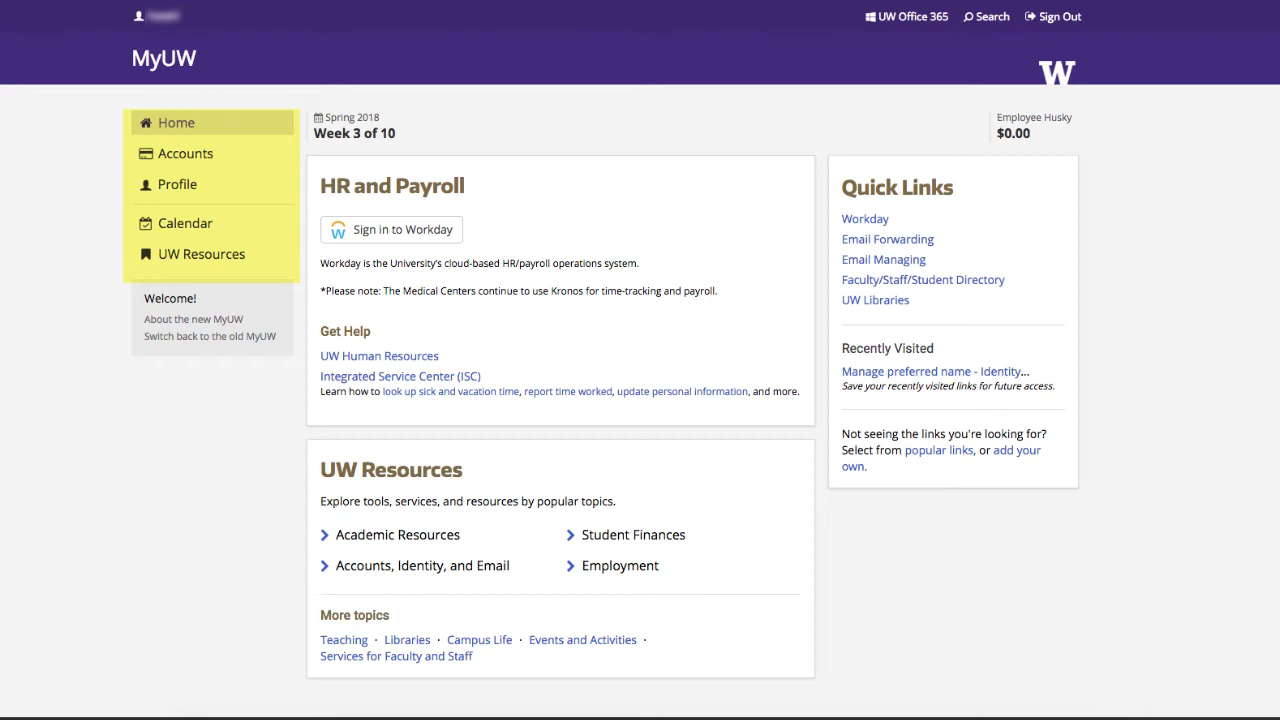 UW Office 365 Search Sign Out
MyUW
W
Home
Accounts
Profile
Calendar
UW Resources
Welcome!
About the new MyUW
Switch back to the old MyUW
Spring 2018
Week 3 of 10
Employee Husky
$0.00
HR and Payroll
Sign in to Workday
Workday is the University's cloud-based HR/payroll operations system.
*Please note: The Medical Centers continue to use Kronos for time-tracking and payroll.
Get Help
UW Human Resources
Integrated Service Center (ISC)
Learn how to look up sick and vacation time, report time worked, update personal information, and more.
UW Resources
Explore tools, services, and resources by popular topics.
Academic Resources Student Finances
Accounts, Identity, and Email Employment
More topics
Teaching · Libraries · Campus Life · Events and Activities ·
Services for Faculty and Staff
Quick Links
Workday
Email Forwarding
Email Managing
Faculty/Staff/Student Directory
UW Libraries
Recently Visited
Manage preferred name - Identity...
Save your recently visited links for future access.
Not seeing the links you're looking for?
Select from popular links, or add your
own.